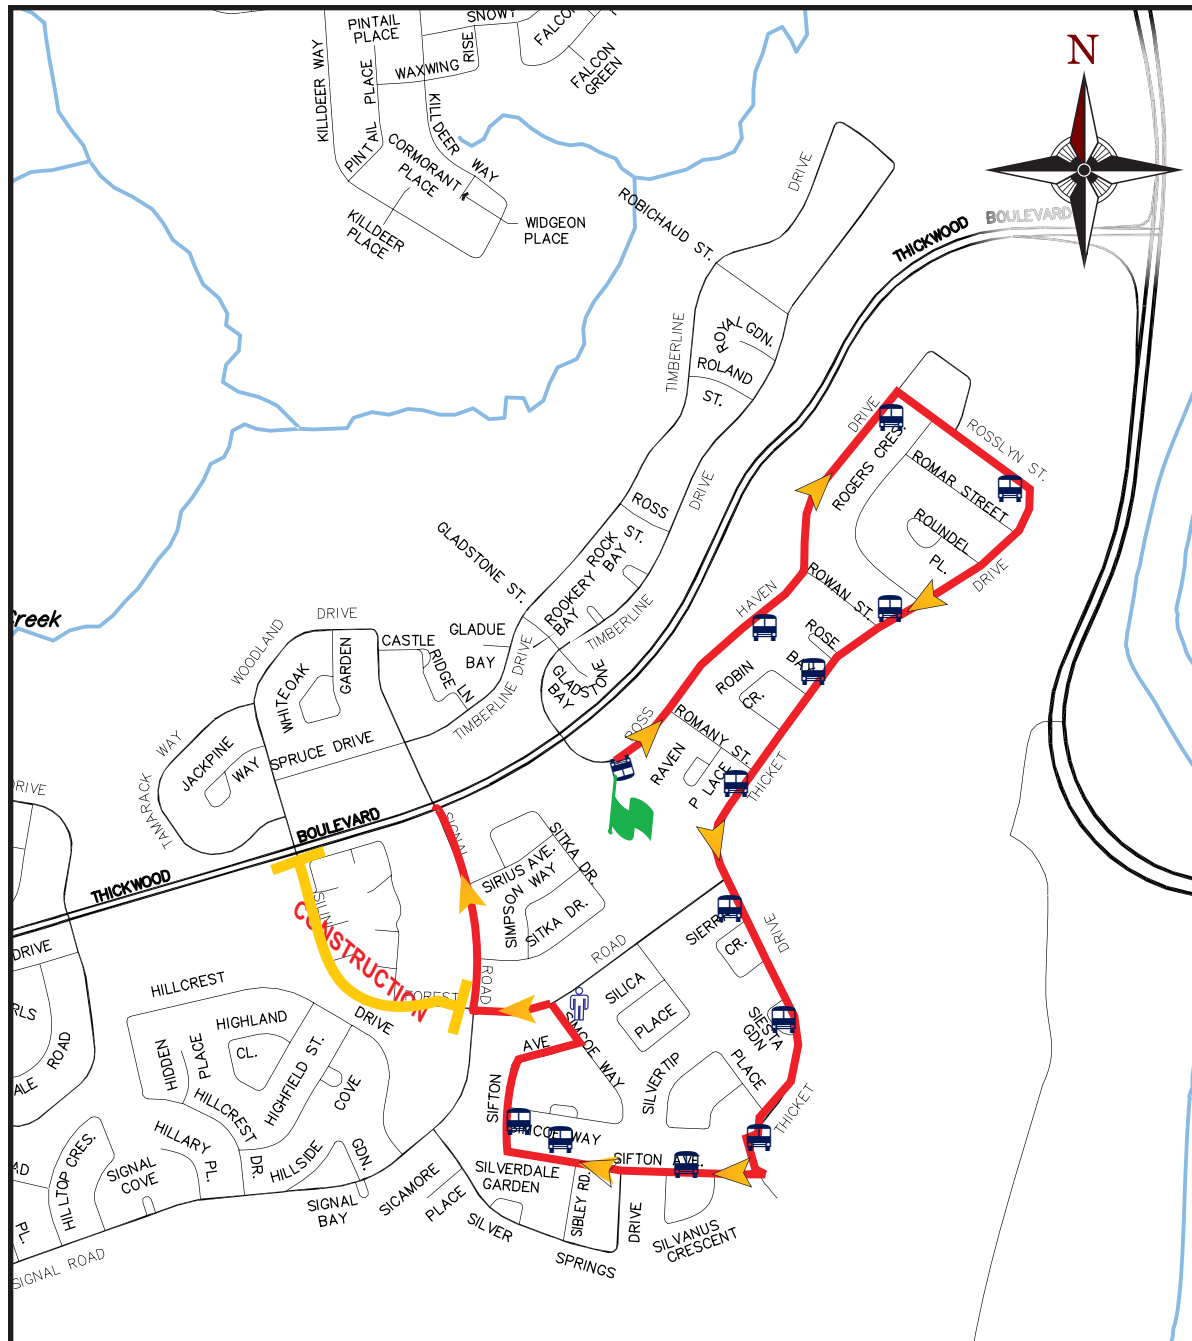 SNOWY
PINTAIL
PLACE
FALCON
KILLDEER WAY
RISE
WAXWING
FALCON
GREEN
PLACE
PINTAIL
KILLDEER
WAY
CORMORANT
PLACE
WIDGEON
PLACE
KILLDEER
PLACE
N
DRIVE
ROBICHAUD ST.
THICKWOOD
BOULEVARD
TIMBERLINE
ROYAL GDN.
ROLAND
ST.
DRIVE
ROGERS CRES.
ROSSLYN ST.
ROMAR STREET
ROUNDEL
PL.
DRIVE
DRIVE
ROSS
ST.
ROCK
BAY
ROOKERY
BAY
GLADSTONE ST.
TIMBERLINE
ROWAN ST.
HAVEN
ROSE
BAY
ROBIN
CR.
ROMANY ST.
ROSS
RAVEN
PLACE
THICKET
Creek
DRIVE
WOODLAND
CASTLE
RIDGE
LN
GLADUE
BAY
TIMBERLINE DRIVE
GLADSTONE
BAY
WHITEOAK
GARDEN
SPRUCE DRIVE
JACKPINE
WAY
TAMARACK
WAY
DRIVE
THICKWOOD
BOULEVARD
SIGNAL
SITKA DR.
SIRIUS AVE.
SIMPSON WAY
SITKA DR.
CONSTRUCTION
FOREST
ROAD
ROAD
SIERRA
CR.
DRIVE
SIESTA
GDN
SILICA
PLACE
SIMCOE WAY
SILVERTIP
PLACE
THICKET
AVE
SIFTON
SIMCOE WAY
SIFTON AVE.
SILVERDALE
GARDEN
SIBLEY RD.
DRIVE
SILVANUS
CRESCENT
SPRINGS
SILVER
SICAMORE
PLACE
DRIVE
HILLCREST
DRIVE
HIGHLAND
CL.
HIDDEN
PLACE
HIGHFIELD ST.
COVE
HILLCREST
DR.
HILLSIDE
GDN.
HILLARY
PL.
SIGNAL
COVE
HILLTOP CRES.
SIGNAL
BAY
ROAD
PL.
SIGNAL ROAD